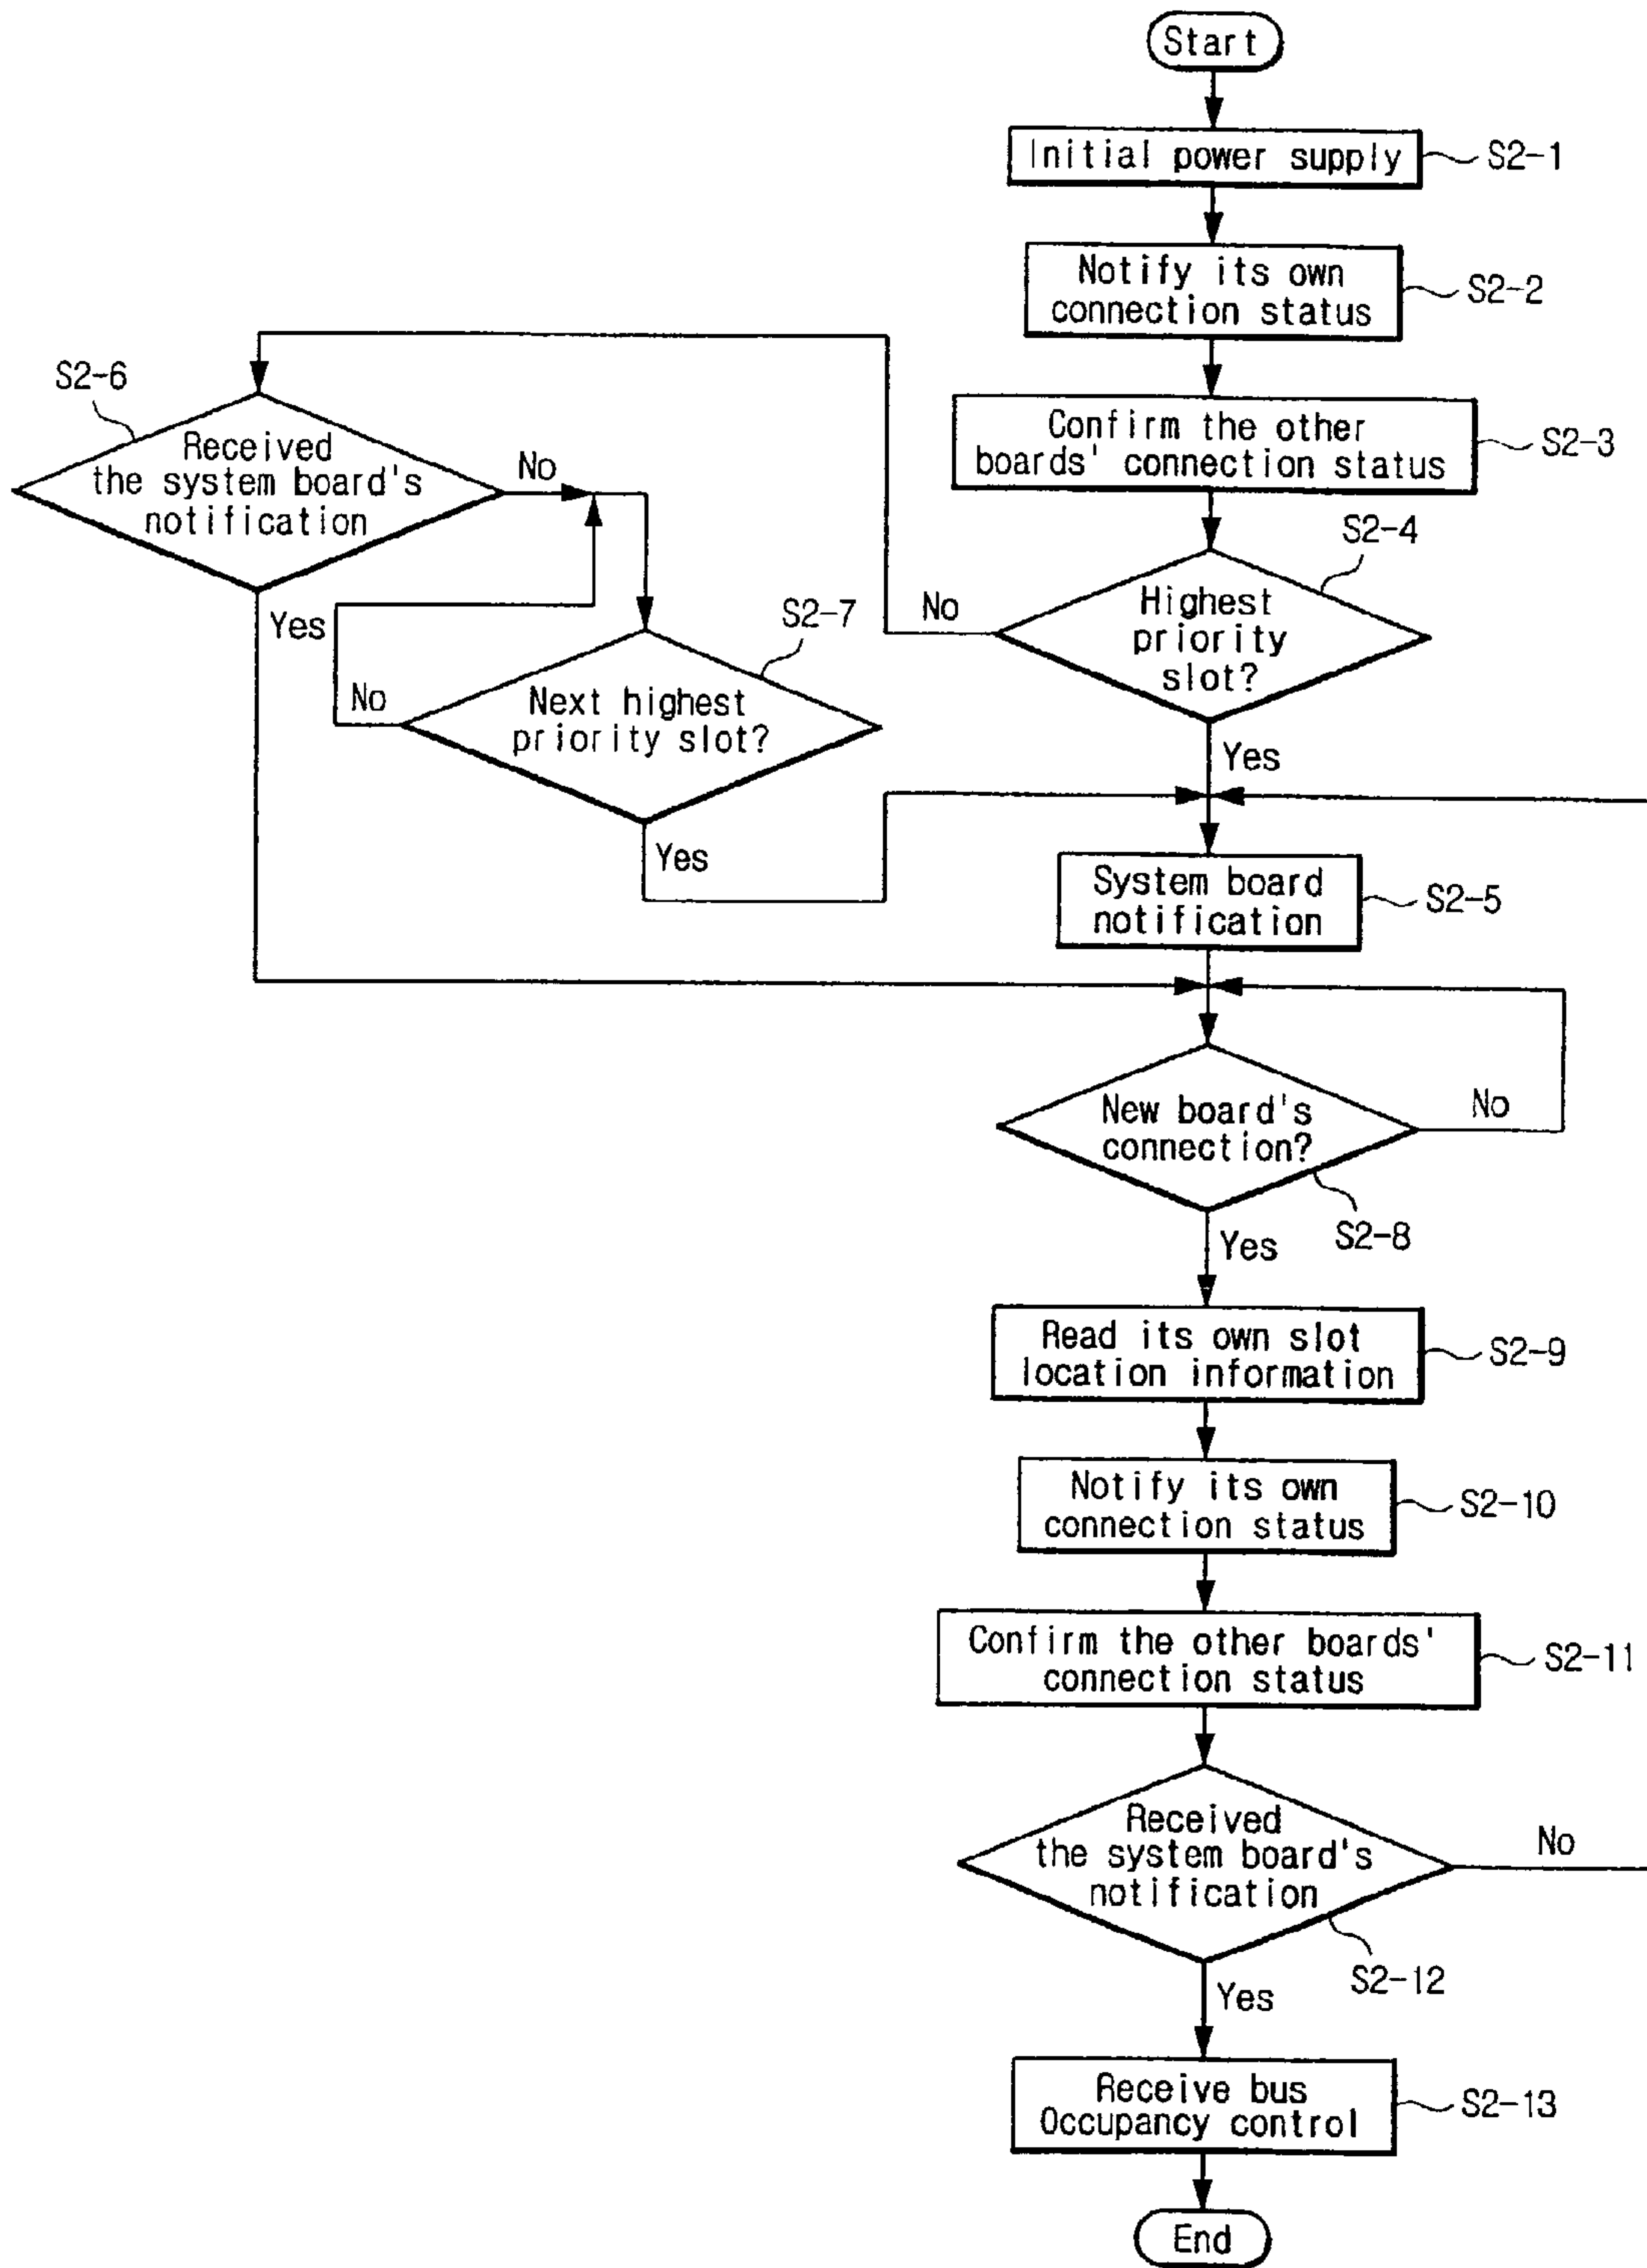 Start
Initial power supply
S2-1
Notify its own
connection status
S2-2
Confirm the other
boards' connection status
S2-3
S2-4
Highest
priority
slot?
No
Yes
S2-6
Received
the system board's
notification
No
Yes
S2-7
Next highest
priority slot?
No
Yes
System board
notification
S2-5
New board's
connection?
No
S2-8
Yes
Read its own slot
location information
S2-9
Notify its own
connection status
S2-10
Confirm the other boards'
connection status
S2-11
Received
the system board's
notification
No
S2-12
Yes
Receive bus
Occupancy control
S2-13
End